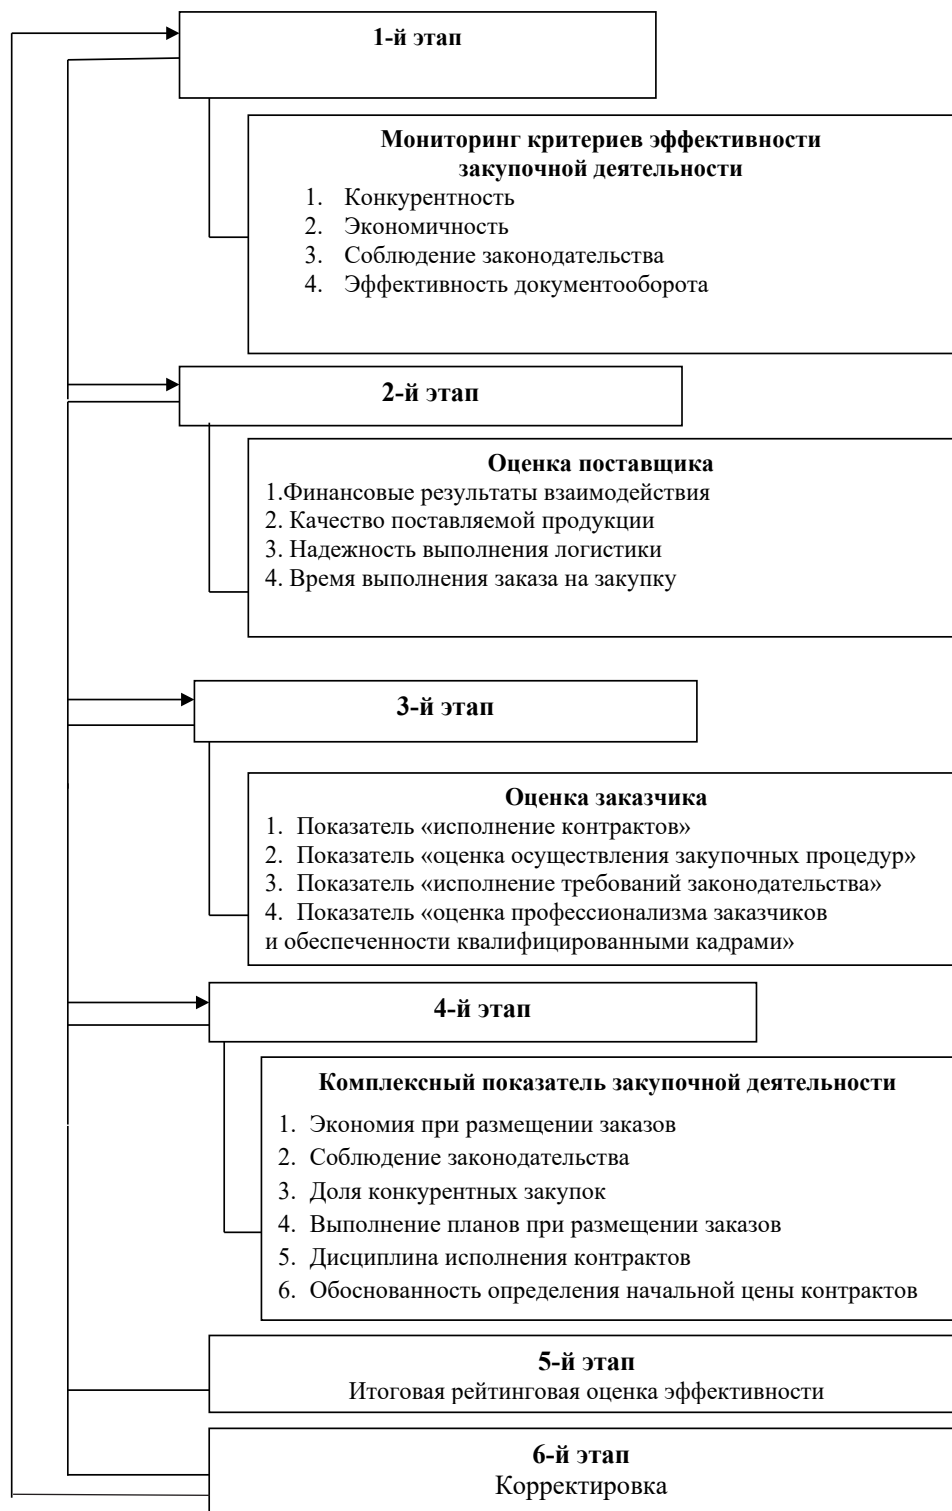 1-й этап
Мониторинг критериев эффективности
закупочной деятельности
1. Конкурентность
2. Экономичность
3. Соблюдение законодательства
4. Эффективность документооборота
2-й этап
Оценка поставщика
1.Финансовые результаты взаимодействия
2. Качество поставляемой продукции
3. Надежность выполнения логистики
4. Время выполнения заказа на закупку
3-й этап
Оценка заказчика
1. Показатель «исполнение контрактов»
2. Показатель «оценка осуществления закупочных процедур»
3. Показатель «исполнение требований законодательства»
4. Показатель «оценка профессионализма заказчиков
и обеспеченности квалифицированными кадрами»
4-й этап
Комплексный показатель закупочной деятельности
1. Экономия при размещении заказов
2. Соблюдение законодательства
3. Доля конкурентных закупок
4. Выполнение планов при размещении заказов
5. Дисциплина исполнения контрактов
6. Обоснованность определения начальной цены контрактов
5-й этап
Итоговая рейтинговая оценка эффективности
6-й этап
Корректировка